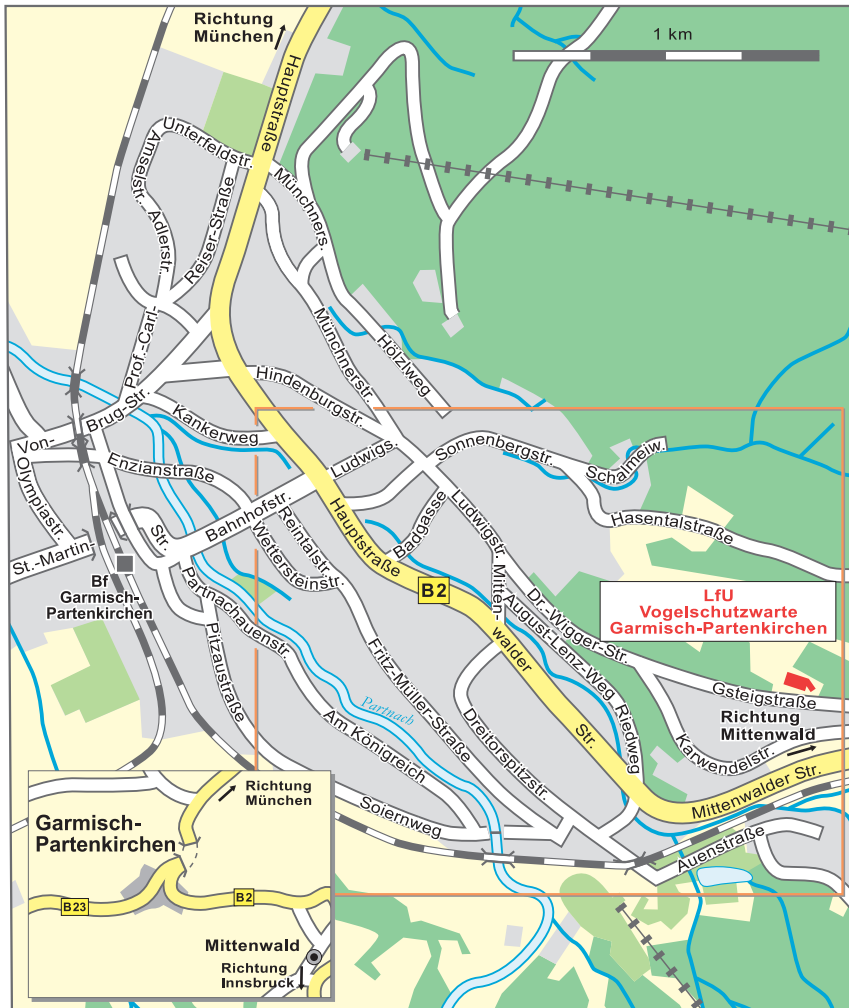 Richtung
München
1 km
Hauptstraße
Unterfeldstr.
Amselstr.
Adlerstr.
Reiser-Straße
Münchners.
Prof.-Carl-
Münchnerstr.
Hölzlweg
Hindenburgstr.
Von-
Brug-Str.
Kankerweg
Ludwigs.
Sonnenbergstr.
Schalmeiw.
Enzianstraße
Olympiastr.
Bahnhofstr.
Hauptstraße
Badgasse
Ludwigstr.
Hasentalstraße
St.-Martin-
Str.
Reintalstr.
Wettersteinstr.
Bf
Garmisch-
Partenkirchen
Partnachauenstr.
Pitzaustraße
B2
Mitten-
walder
Str.
August-Lenz-Weg
Dr.-Wigger-Str.
LfU
Vogelschutzwarte
Garmisch-Partenkirchen
Fritz-Müller-Straße
Partnach
Am Königreich
Dreitorspitzstr.
Riedweg
Gsteigstraße
Richtung
Mittenwald
Karwendelstr.
Soiernweg
Mittenwalder Str.
Auenstraße
Richtung
München
Garmisch-
Partenkirchen
B23
B2
Mittenwald
Richtung
Innsbruck